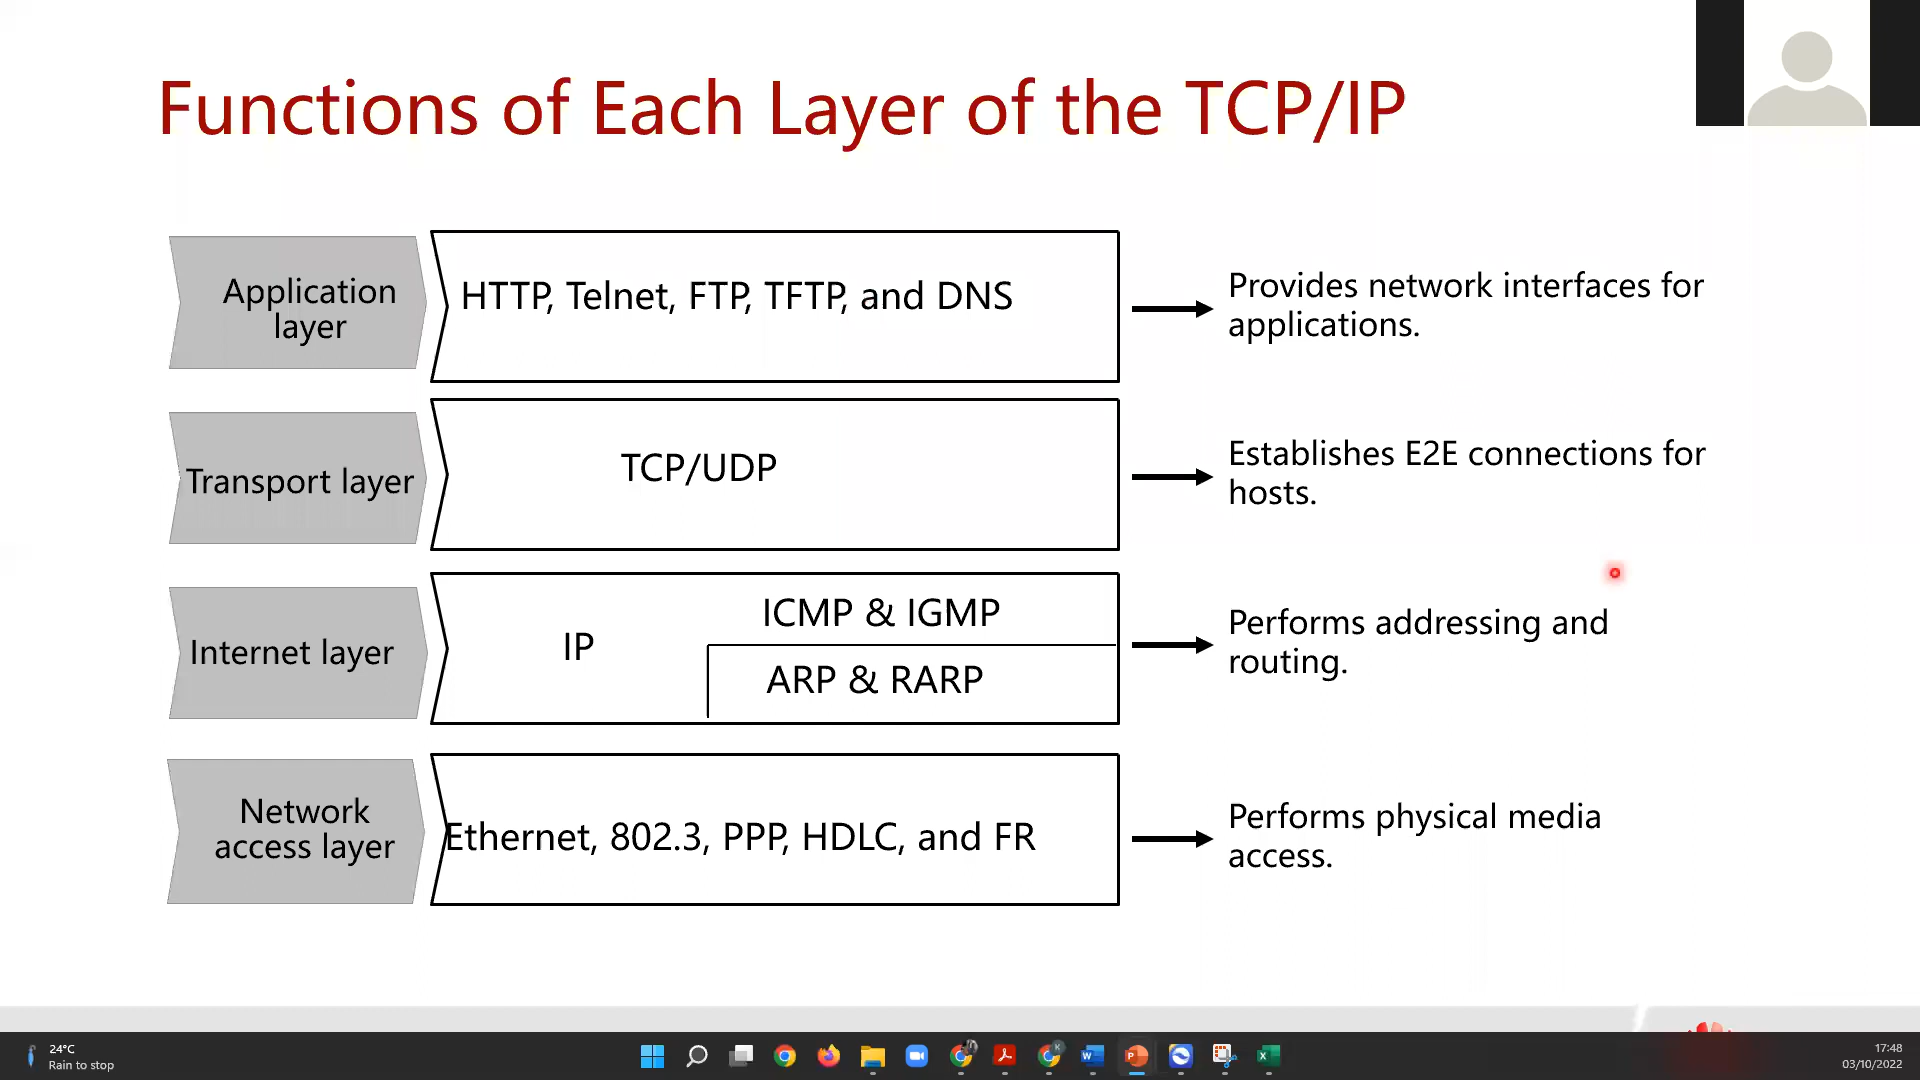 Functions of Each Layer of the TCP/IP
Application
layer
HTTP, Telnet, FTP, TFTP, and DNS
Provides network interfaces for
applications.
Transport layer
TCP/UDP
Establishes E2E connections for
hosts.
Internet layer
IP
ICMP & IGMP
ARP & RARP
Performs addressing and
routing.
Network
access layer
Ethernet, 802.3, PPP, HDLC, and FR
Performs physical media
access.
24°C
Rain to stop
17:48
03/10/2022